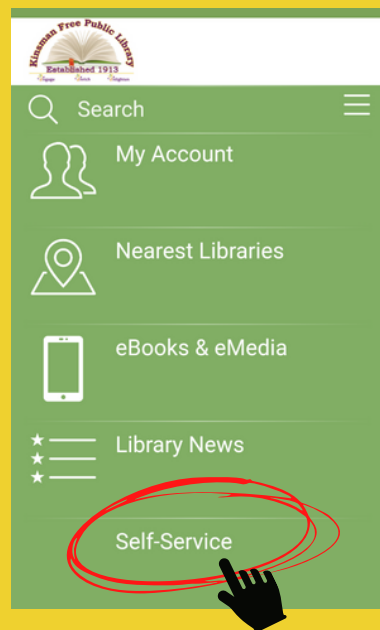 Kinsman Free Public Library
Established 1913
Search
My Account
Nearest Libraries
eBooks & eMedia
Library News
Self-Service